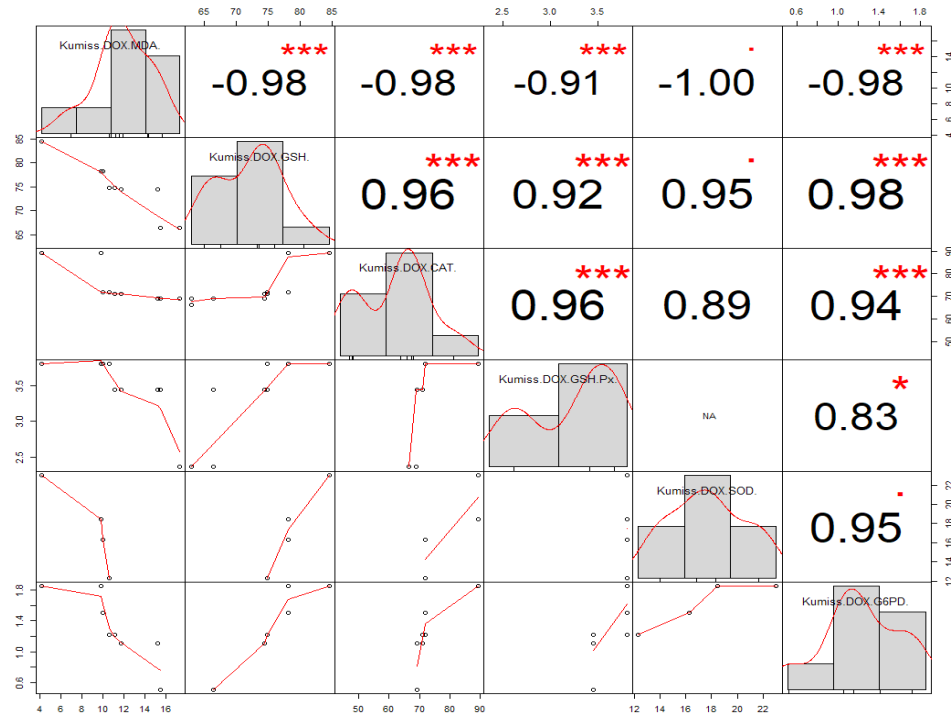 65 70 75 80 85 2.5 3.0 3.5 0.6 1.0 1.4 1.8
Kumiss.DOX.MDA. *** -0.98 *** -0.98 *** -0.91 . -1.00 *** -0.98 4 6 10 14
65 70 75 80 85 Kumiss.DOX.GSH. *** 0.96 *** 0.92 . 0.95 *** 0.98
Kumiss.DOX.CAT. *** 0.96 0.89 *** 0.94 50 60 70 80 90
2.5 3.0 3.5 Kumiss.DOX.GSH.Px. NA * 0.83
Kumiss.DOX.SOD. . 0.95 12 14 16 18 20 22
0.6 1.0 1.4 1.8 Kumiss.DOX.G6PD.
4 6 8 10 12 14 16 50 60 70 80 90 12 14 16 18 20 22